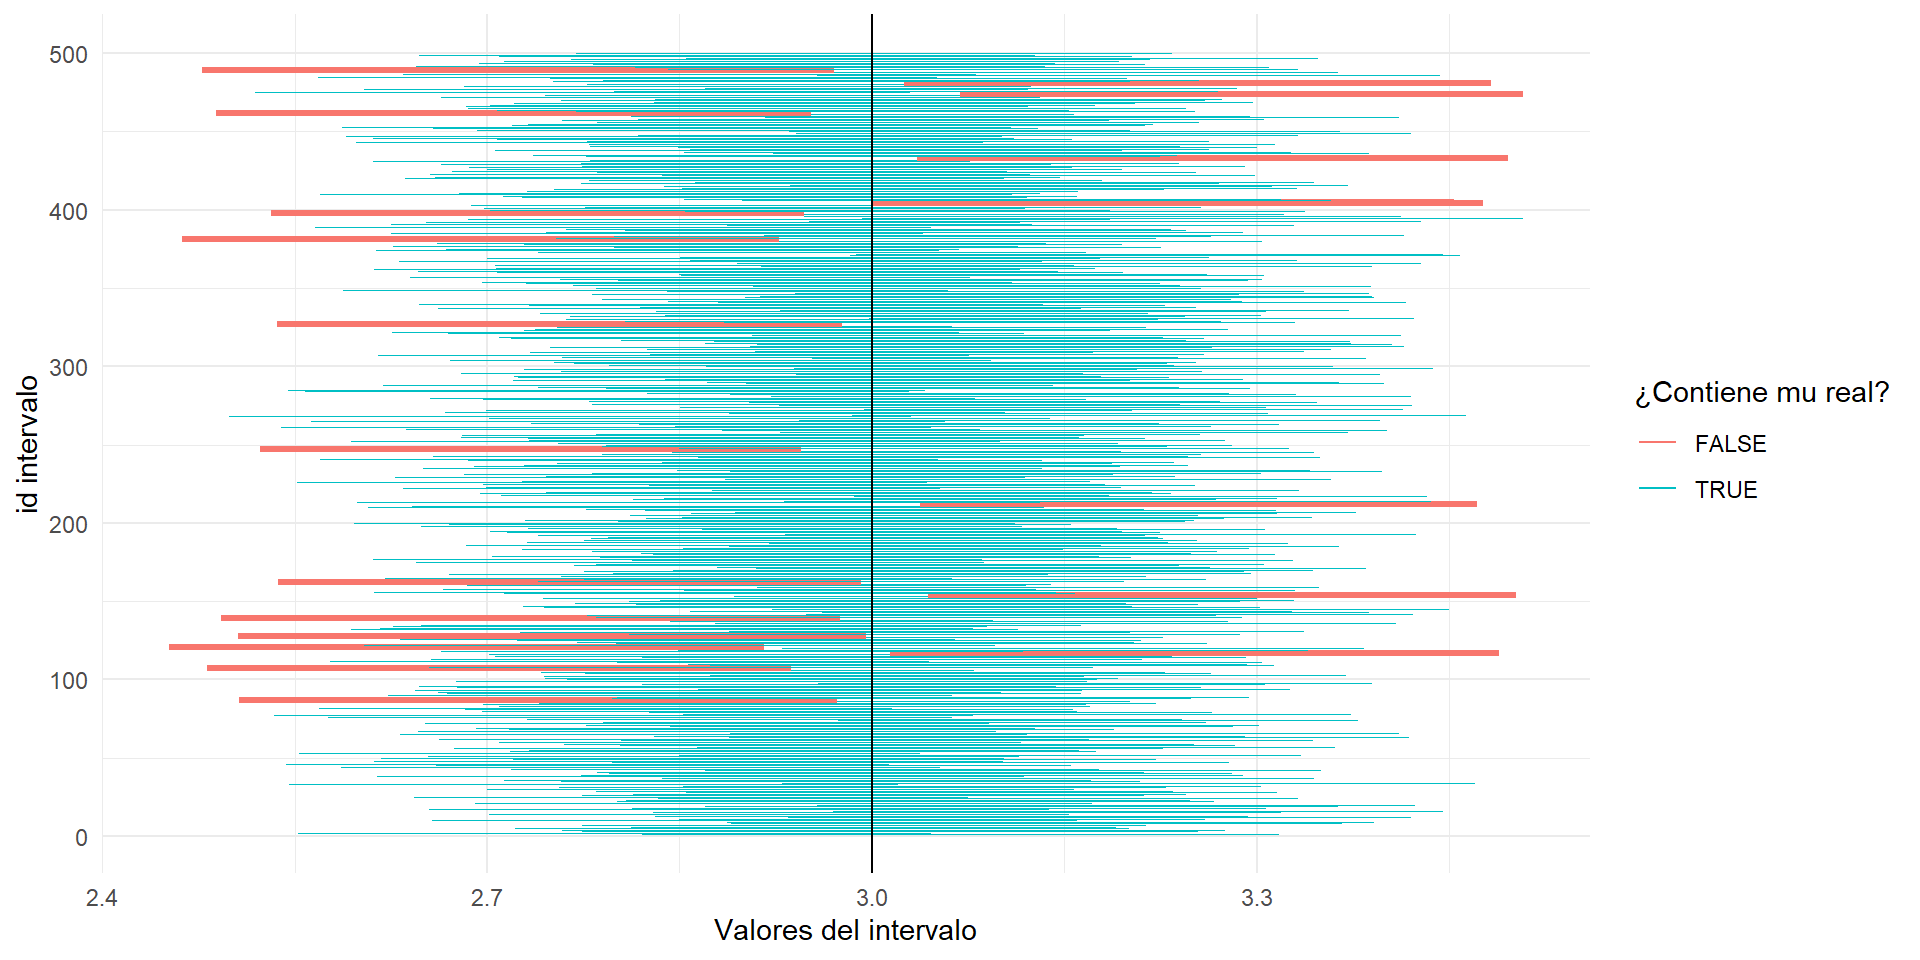 500
400
300
200
100
0
id intervalo
2.4
2.7
3.0
3.3
Valores del intervalo
¿Contiene mu real?
FALSE
TRUE